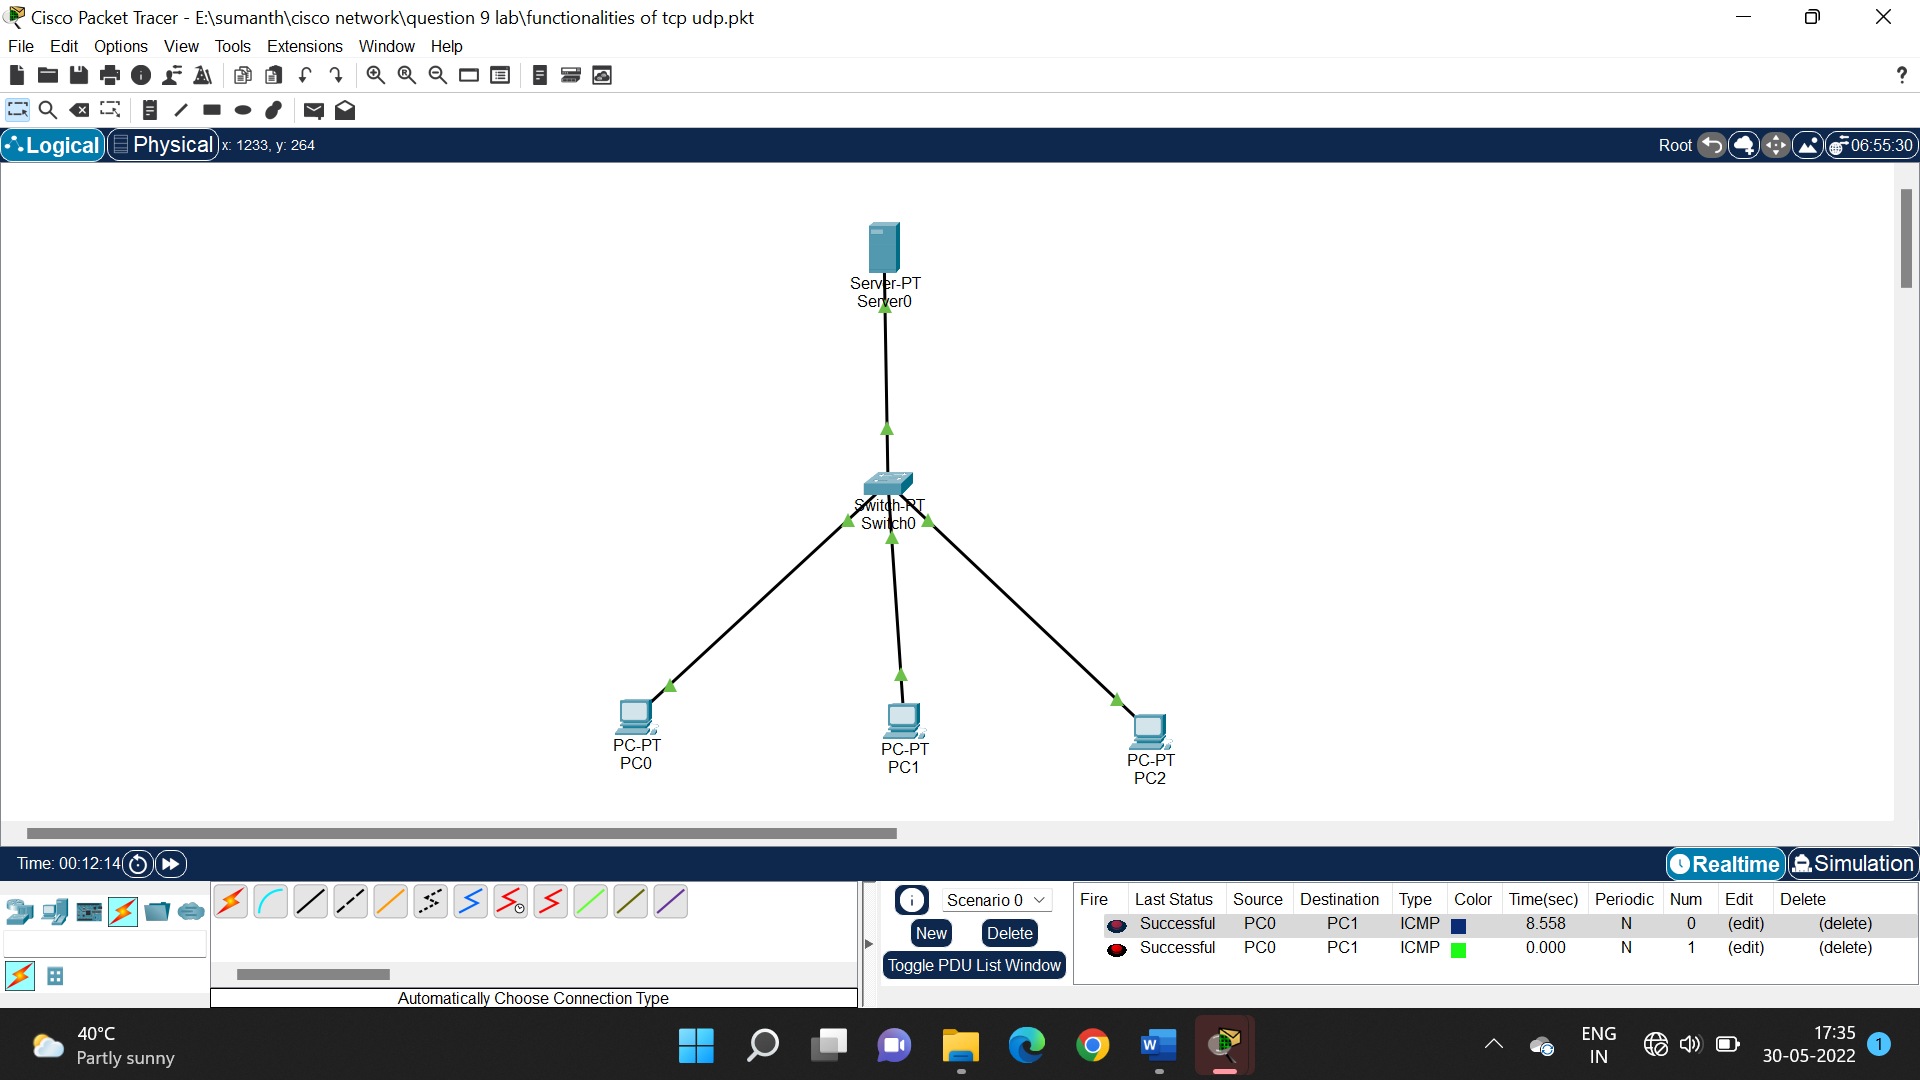 Cisco Packet Tracer - E:\sumanth\cisco network\question 9 lab\functionalities of tcp udp.pkt
File Edit Options View Tools Extensions Window Help
?
Logical Physical x: 1233, y: 264 Root 06:55:30
Server-PT
Server0
Switch-PT
Switch0
PC-PT
PC0
PC-PT
PC1
PC-PT
PC2
Time: 00:12:14 Realtime Simulation
Scenario 0
New Delete
Toggle PDU List Window
Automatically Choose Connection Type
Fire Last Status Source Destination Type Color Time(sec) Periodic Num Edit Delete
Successful PC0 PC1 ICMP 8.558 N 0 (edit) (delete)
Successful PC0 PC1 ICMP 0.000 N 1 (edit) (delete)
40°C
Partly sunny
ENG
IN
17:35
30-05-2022
1